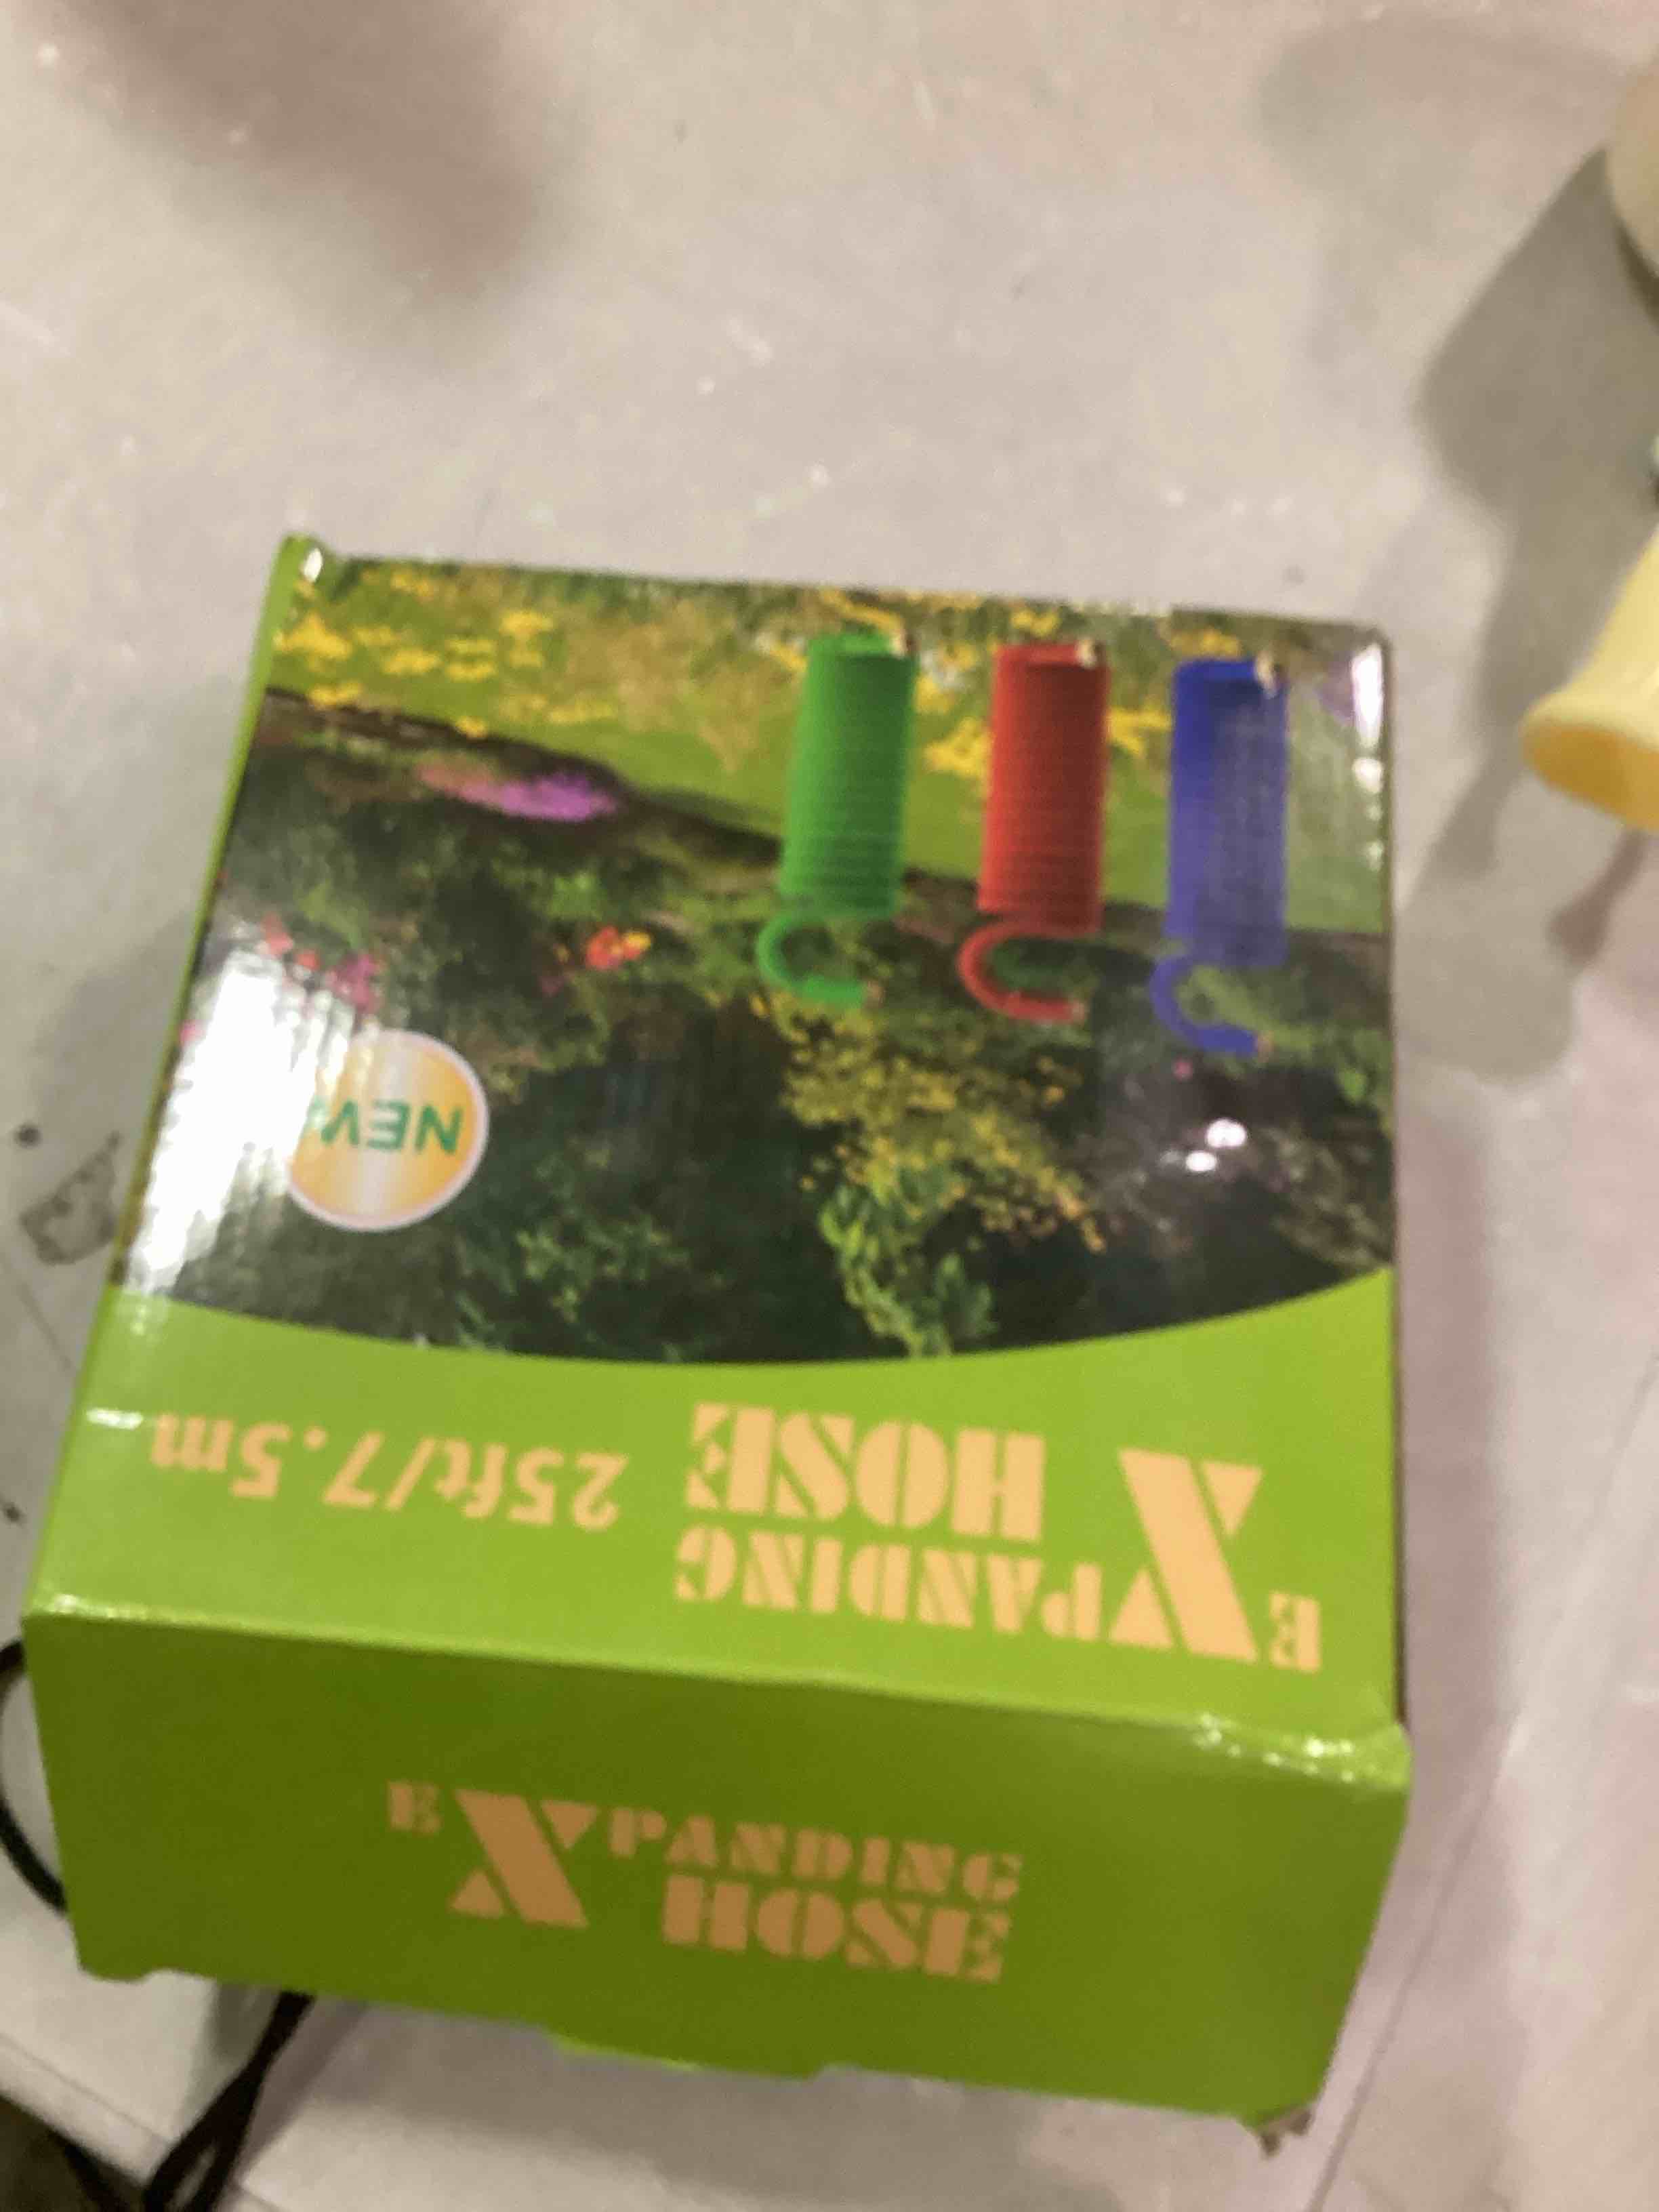 EXPANDING
HOSE 25ft/7.5m
NEW
EXPANDING
HOSE